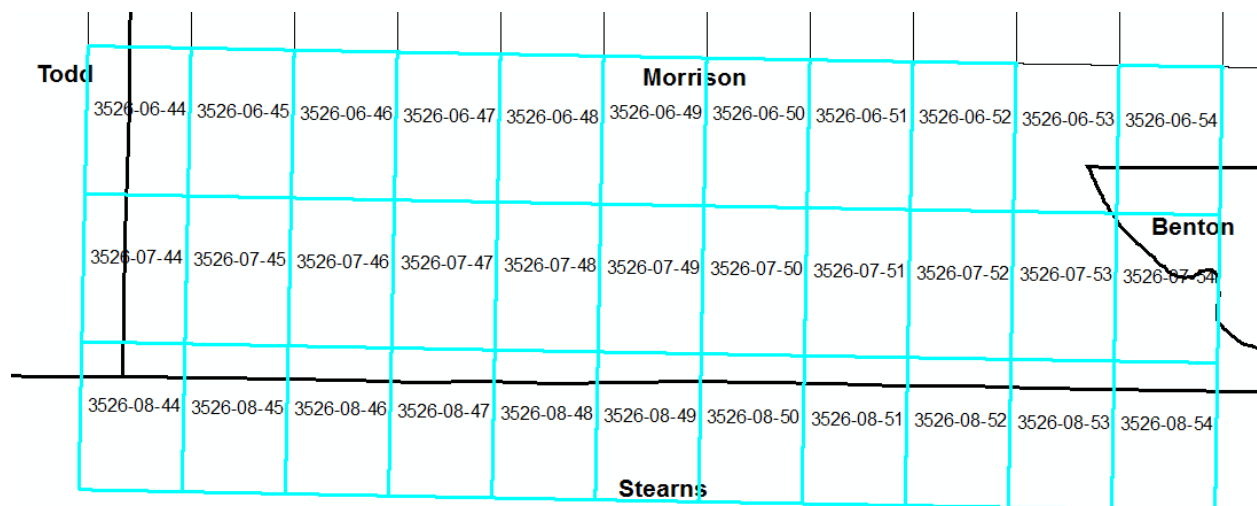 Todd
Morrison
3526-06-44 3526-06-45 3526-06-46 3526-06-47 3526-06-48 3526-06-49 3526-06-50 3526-06-51 3526-06-52 3526-06-53 3526-06-54
Benton
3526-07-44 3526-07-45 3526-07-46 3526-07-47 3526-07-48 3526-07-49 3526-07-50 3526-07-51 3526-07-52 3526-07-53 3526-07-54
3526-08-44 3526-08-45 3526-08-46 3526-08-47 3526-08-48 3526-08-49 3526-08-50 3526-08-51 3526-08-52 3526-08-53 3526-08-54
Stearns